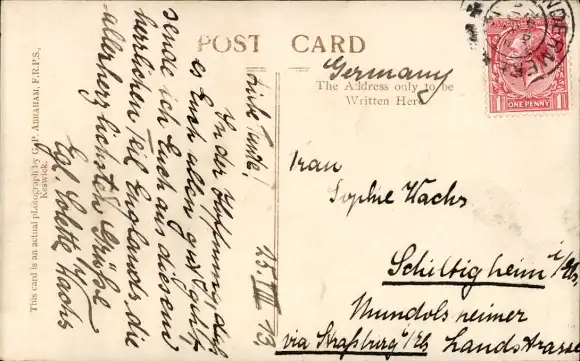 POST CARD
Germany
The Address only to be
Written Here
Frau
Sophie Wachs
Schiltigheim i/Els.
Mundolsheimer
via Straßburg i/Els Landstrasse
ONE PENNY
1 1
25. VIII 13
Liebe Tante!
In der Hoffnung, daß
es Euch allen gut geht,
sende ich Euch aus diesem
herrlichen Teil Englands die
allerherzlichsten Grüße
Wachs
This card is an actual photograph by G. P. ABRAHAM, F.R.P.S.,
Keswick.